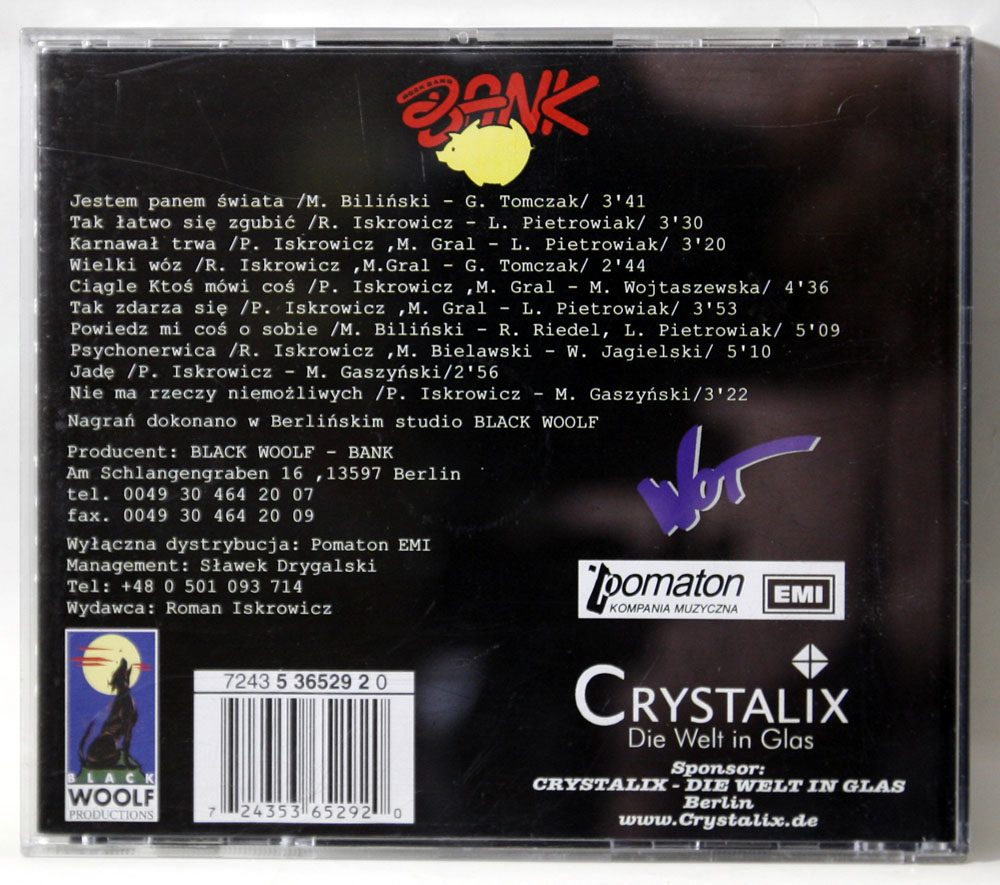 BANK
Jestem panem świata /M. Biliński - G. Tomczak/ 3'41
Tak łatwo się zgubić /R. Iskrowicz - L. Pietrowiak/ 3'30
Karnawał trwa /P. Iskrowicz ,M. Gral - L. Pietrowiak/ 3'20
Wielki wóz /R. Iskrowicz ,M.Gral - G. Tomczak/ 2'44
Ciągle Ktoś mówi coś /P. Iskrowicz ,M. Gral - M. Wojtaszewska/ 4'36
Tak zdarza się /P. Iskrowicz ,M. Gral - L. Pietrowiak/ 3'53
Powiedz mi coś o sobie /M. Biliński - R. Riedel, L. Pietrowiak/ 5'09
Psychonerwica /R. Iskrowicz ,M. Bielawski - W. Jagielski/ 5'10
Jadę /P. Iskrowicz - M. Gaszyński/2'56
Nie ma rzeczy niemożliwych /P. Iskrowicz - M. Gaszyński/3'22
Nagrań dokonano w Berlińskim studio BLACK WOOLF
Producent: BLACK WOOLF - BANK
Am Schlangengraben 16 ,13597 Berlin
tel. 0049 30 464 20 07
fax. 0049 30 464 20 09
Wyłączna dystrybucja: Pomaton EMI
Management: Sławek Drygalski
Tel: +48 0 501 093 714
Wydawca: Roman Iskrowicz
BLACK
WOOLF
PRODUCTIONS
7243 5 36529 2 0
7 24353 65292 0
WOT
pomaton
KOMPANIA MUZYCZNA
EMI
CRYSTALIX
Die Welt in Glas
Sponsor:
CRYSTALIX - DIE WELT IN GLAS
Berlin
www.Crystalix.de